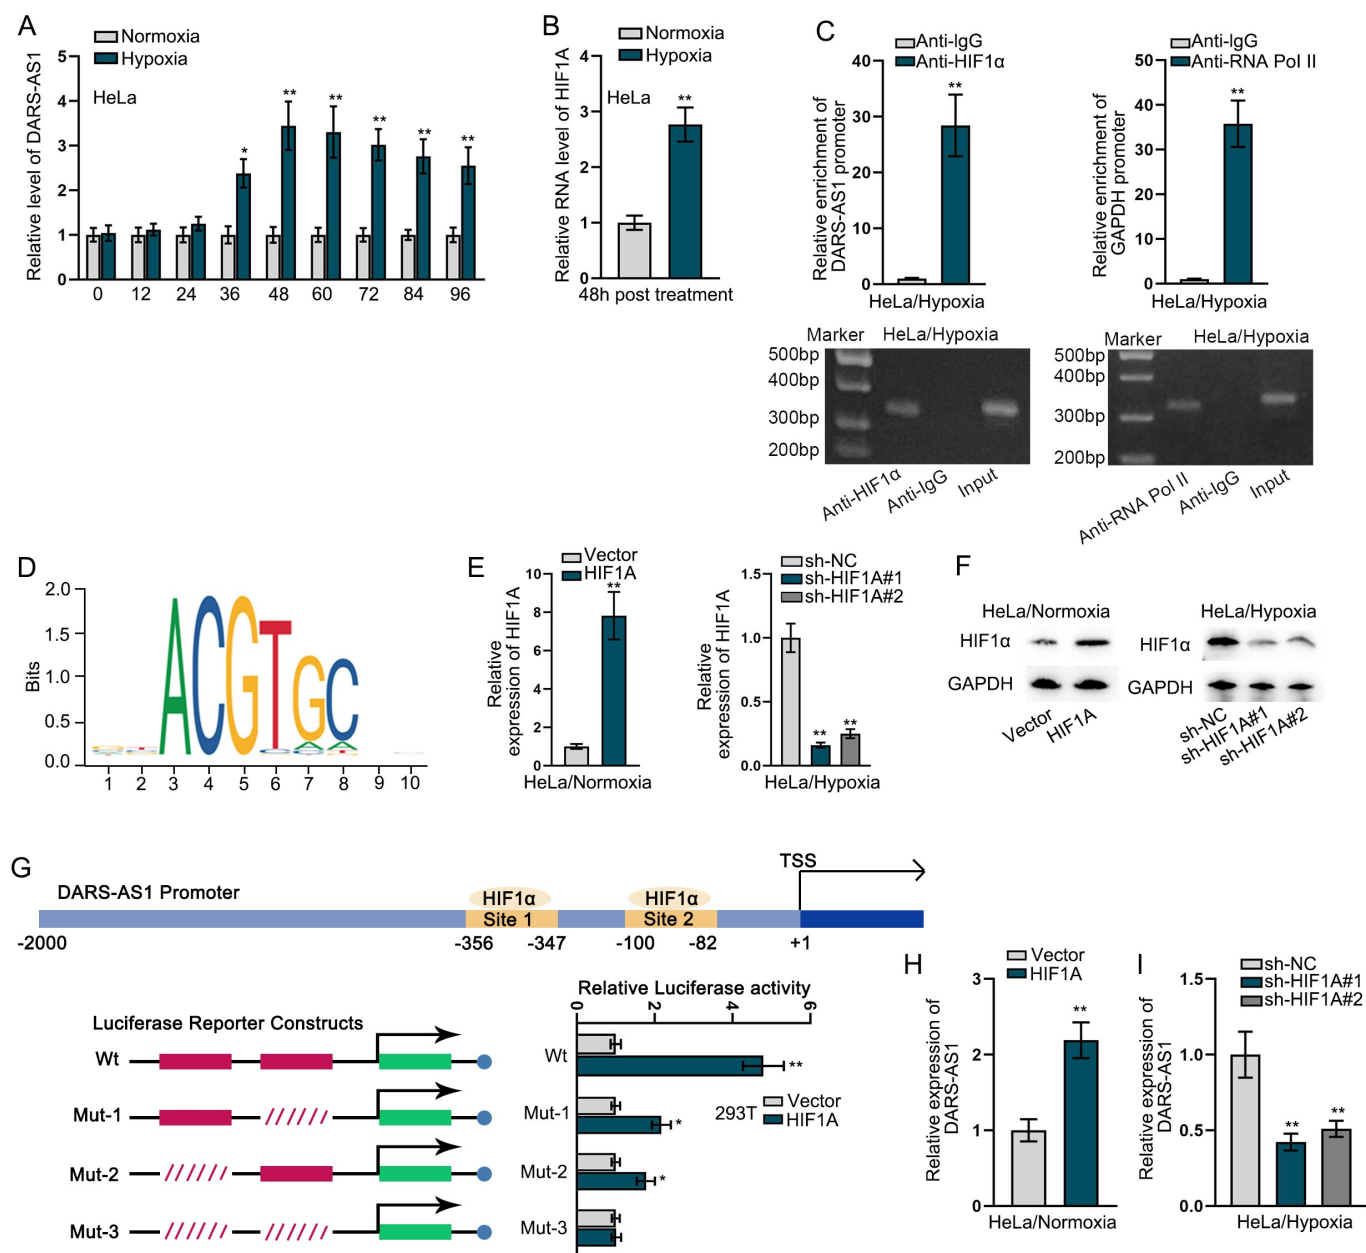 A
Normoxia
Hypoxia
HeLa
Relative level of DARS-AS1
5
4
3
2
1
0
*
**
**
**
**
**
0 12 24 36 48 60 72 84 96
B
Normoxia
Hypoxia
HeLa
Relative RNA level of HIF1A
4
3
2
1
0
**
48h post treatment
C
Anti-IgG
Anti-HIF1α
Relative enrichment of
DARS-AS1 promoter
40
30
20
10
0
**
HeLa/Hypoxia
Anti-IgG
Anti-RNA Pol II
Relative enrichment of
GAPDH promoter
50
40
30
20
10
0
**
HeLa/Hypoxia
Marker HeLa/Hypoxia
500bp
400bp
300bp
200bp
Anti-HIF1α
Anti-IgG
Input
Marker HeLa/Hypoxia
500bp
400bp
300bp
200bp
Anti-RNA Pol II
Anti-IgG
Input
D
Bits
2.0
1.5
1.0
0.5
0.0
ACGTGC
1 2 3 4 5 6 7 8 9 10
E
Vector
HIF1A
Relative
expression of HIF1A
10
8
6
4
2
0
**
HeLa/Normoxia
sh-NC
sh-HIF1A#1
sh-HIF1A#2
Relative
expression of HIF1A
1.5
1.0
0.5
0.0
**
**
HeLa/Hypoxia
F
HeLa/Normoxia
HIF1α
GAPDH
Vector
HIF1A
HeLa/Hypoxia
HIF1α
GAPDH
sh-NC
sh-HIF1A#1
sh-HIF1A#2
G
DARS-AS1 Promoter
HIF1α
Site 1
HIF1α
Site 2
TSS
-2000 -356 -347 -100 -82 +1
Luciferase Reporter Constructs
Wt
Mut-1
Mut-2
Mut-3
Relative Luciferase activity
0 2 4 6
Wt
**
Mut-1
*
Mut-2
*
Mut-3
293T
Vector
HIF1A
H
Vector
HIF1A
Relative expression of
DARS-AS1
3
2
1
0
**
HeLa/Normoxia
I
sh-NC
sh-HIF1A#1
sh-HIF1A#2
Relative expression of
DARS-AS1
1.5
1.0
0.5
0.0
**
**
HeLa/Hypoxia